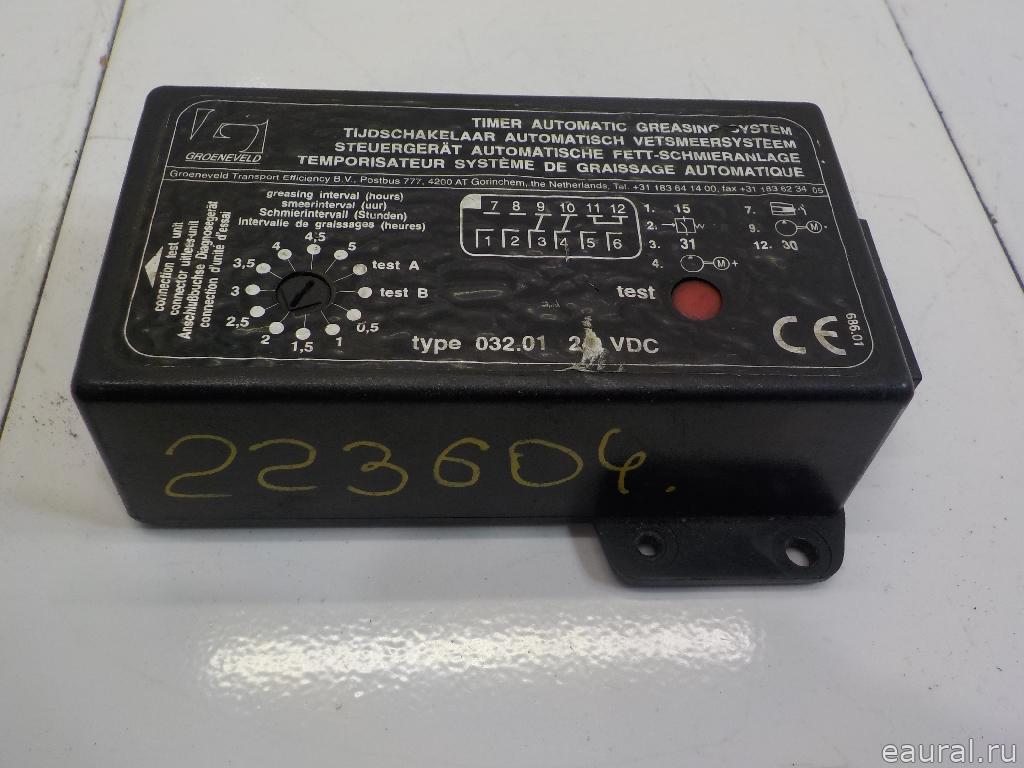 GROENEVELD
TIMER AUTOMATIC GREASING SYSTEM
TIJDSCHAKELAAR AUTOMATISCH VETSMEERSYSTEEM
STEUERGERÄT AUTOMATISCHE FETT-SCHMIERANLAGE
TEMPORISATEUR SYSTÈME DE GRAISSAGE AUTOMATIQUE
Groeneveld Transport Efficiency B.V., Postbus 777, 4200 AT Gorinchem, the Netherlands, Tel. +31 183 64 14 00, fax +31 183 62 34 05
connection test unit
connector uitlees-unit
Anschlußbuchse Diagnosegerät
connection d'unité d'essai
greasing interval (hours)
smeerinterval (uur)
Schmierintervall (Stunden)
Intervalle de graissages (heures)
4,5
4 5
3,5 test A
3 test B
2,5 0,5
2 1,5 1
7 8 9 10 11 12
1 2 3 4 5 6
1. 15
2.
3. 31
4. M +
7.
9. M -
12. 30
test
type 032.01 24 VDC
CE
686.01
223604.
eaural.ru